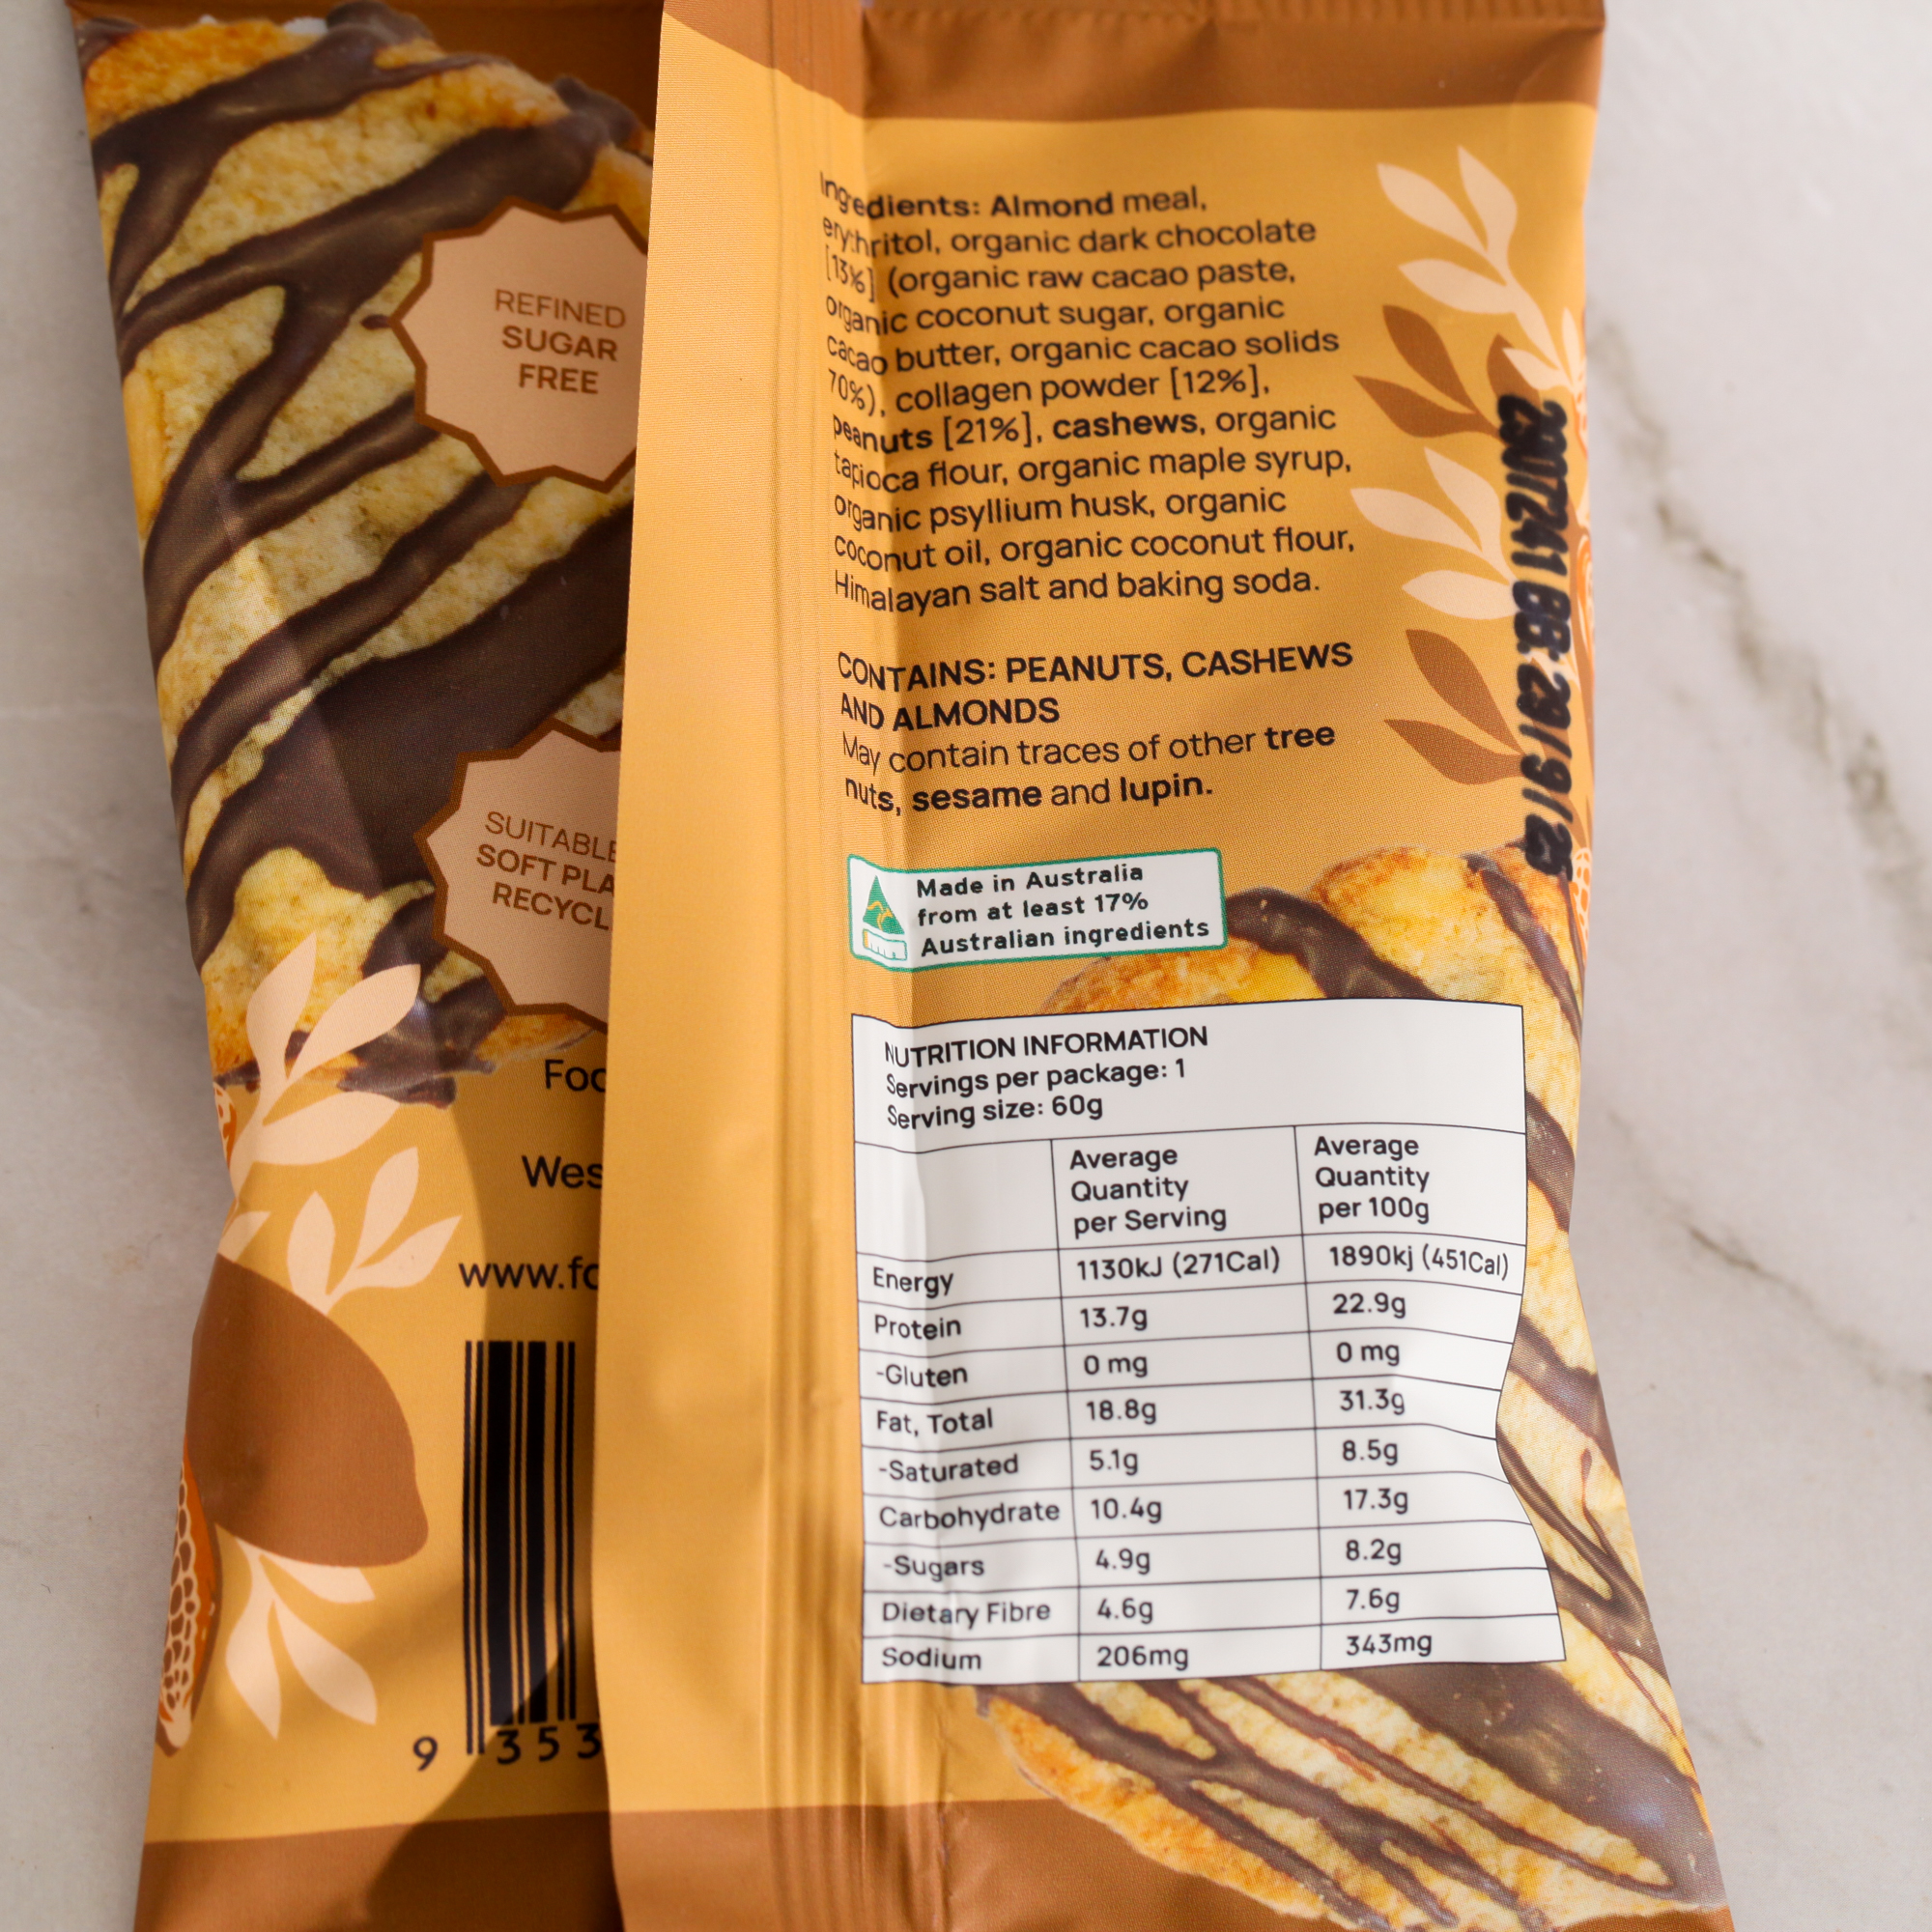 REFINED
SUGAR
FREE
SUITABLE
SOFT PLA
RECYCL
Foo
Wes
www.fo
9 353
Ingredients: Almond meal,
erythritol, organic dark chocolate
[13%] (organic raw cacao paste,
organic coconut sugar, organic
cacao butter, organic cacao solids
70%), collagen powder [12%],
peanuts [21%], cashews, organic
tapioca flour, organic maple syrup,
organic psyllium husk, organic
coconut oil, organic coconut flour,
Himalayan salt and baking soda.
CONTAINS: PEANUTS, CASHEWS
AND ALMONDS
May contain traces of other tree
nuts, sesame and lupin.
Made in Australia
from at least 17%
Australian ingredients
NUTRITION INFORMATION
Servings per package: 1
Serving size: 60g
Average Quantity per Serving
Average Quantity per 100g
Energy 1130kJ (271Cal) 1890kj (451Cal)
Protein 13.7g 22.9g
-Gluten 0 mg 0 mg
Fat, Total 18.8g 31.3g
-Saturated 5.1g 8.5g
Carbohydrate 10.4g 17.3g
-Sugars 4.9g 8.2g
Dietary Fibre 4.6g 7.6g
Sodium 206mg 343mg